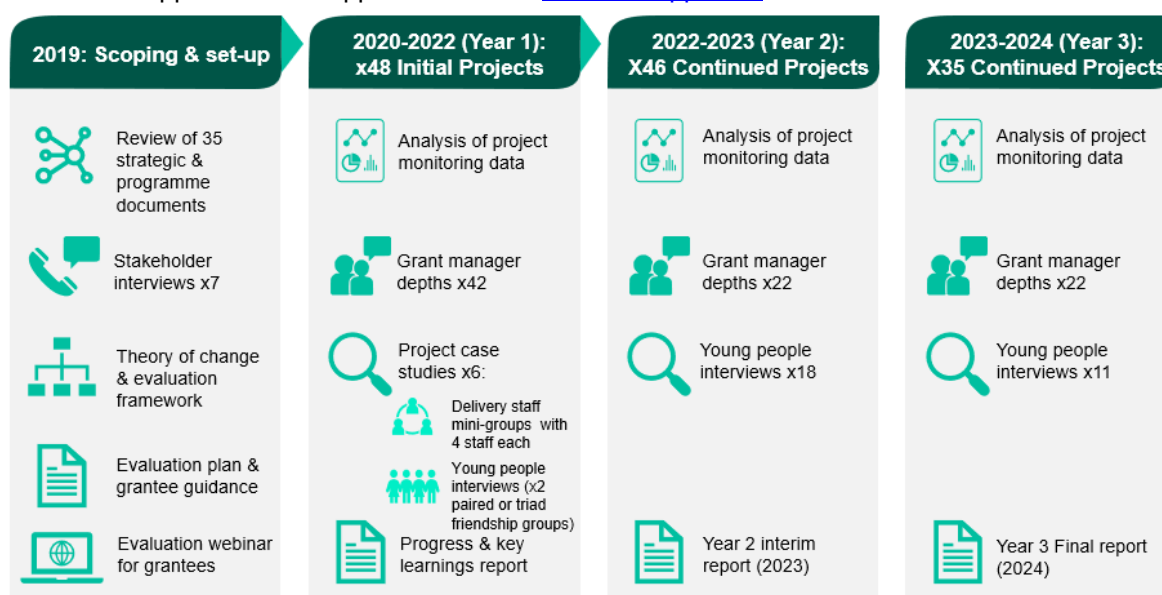 2019: Scoping & set-up
Review of 35
strategic &
programme
documents
Stakeholder
interviews x7
Theory of change
& evaluation
framework
Evaluation plan &
grantee guidance
Evaluation webinar
for grantees
2020-2022 (Year 1):
x48 Initial Projects
Analysis of project
monitoring data
Grant manager
depths x42
Project case
studies x6:
Delivery staff
mini-groups with
4 staff each
Young people
interviews (x2
paired or triad
friendship groups)
Progress & key
learnings report
2022-2023 (Year 2):
X46 Continued Projects
Analysis of project
monitoring data
Grant manager
depths x22
Young people
interviews x18
Year 2 interim
report (2023)
2023-2024 (Year 3):
X35 Continued Projects
Analysis of project
monitoring data
Grant manager
depths x22
Young people
interviews x11
Year 3 Final report
(2024)